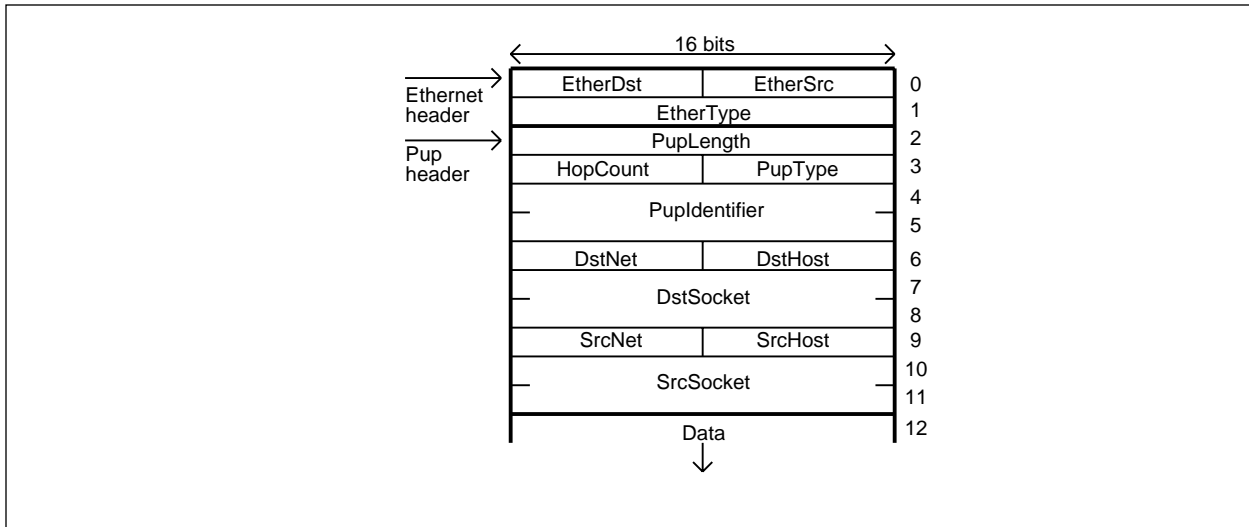 16 bits
EtherDst EtherSrc 0
Ethernet
header
EtherType 1
PupLength 2
Pup
header
HopCount PupType 3
4
PupIdentifier
5
DstNet DstHost 6
7
DstSocket
8
SrcNet SrcHost 9
10
SrcSocket
11
Data 12